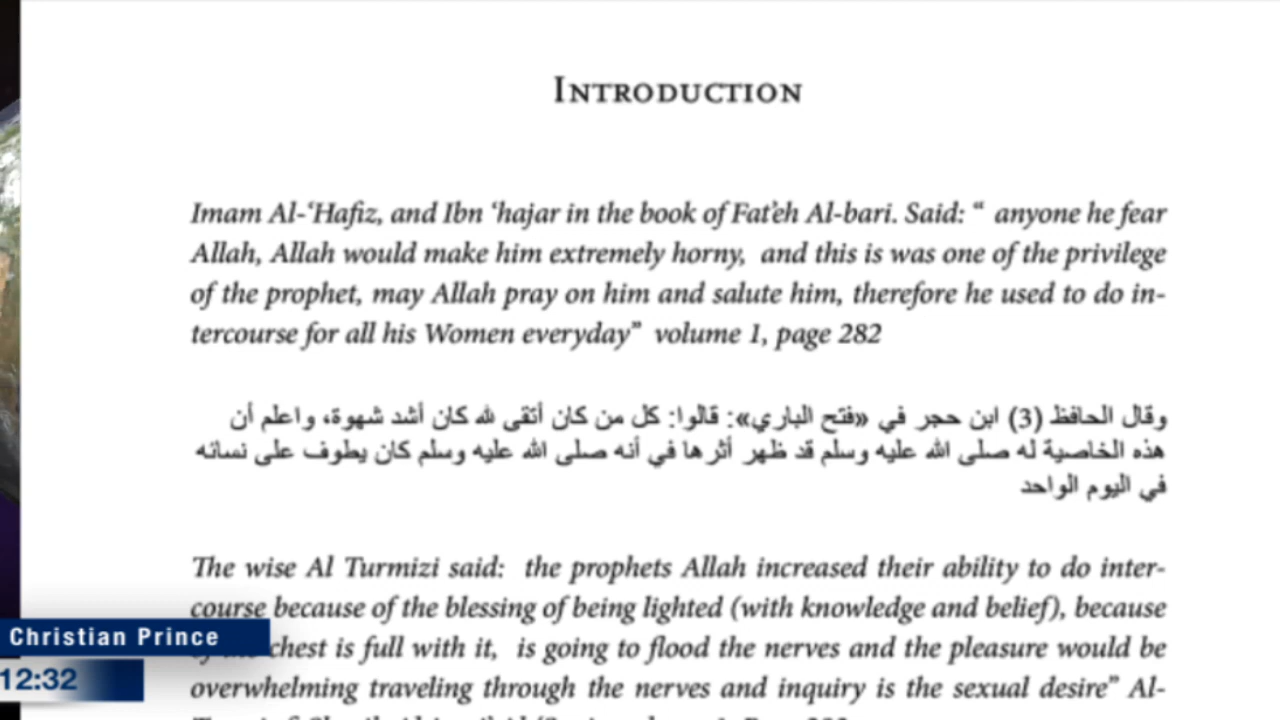 INTRODUCTION
Imam Al-‘Hafiz, and Ibn ‘hajar in the book of Fat’eh Al-bari. Said: “ anyone he fear
Allah, Allah would make him extremely horny, and this is was one of the privilege
of the prophet, may Allah pray on him and salute him, therefore he used to do in-
tercourse for all his Women everyday” volume 1, page 282
وقال الحافظ (3) ابن حجر في «فتح الباري»: قالوا: كل من كان أتقى لله كان أشد شهوة، واعلم أن
هذه الخاصية له صلى الله عليه وسلم قد ظهر أثرها في أنه صلى الله عليه وسلم كان يطوف على نسائه
في اليوم الواحد
The wise Al Turmizi said: the prophets Allah increased their ability to do inter-
course because of the blessing of being lighted (with knowledge and belief), because
chest is full with it, is going to flood the nerves and the pleasure would be
overwhelming traveling through the nerves and inquiry is the sexual desire” Al-
Christian Prince
12:32